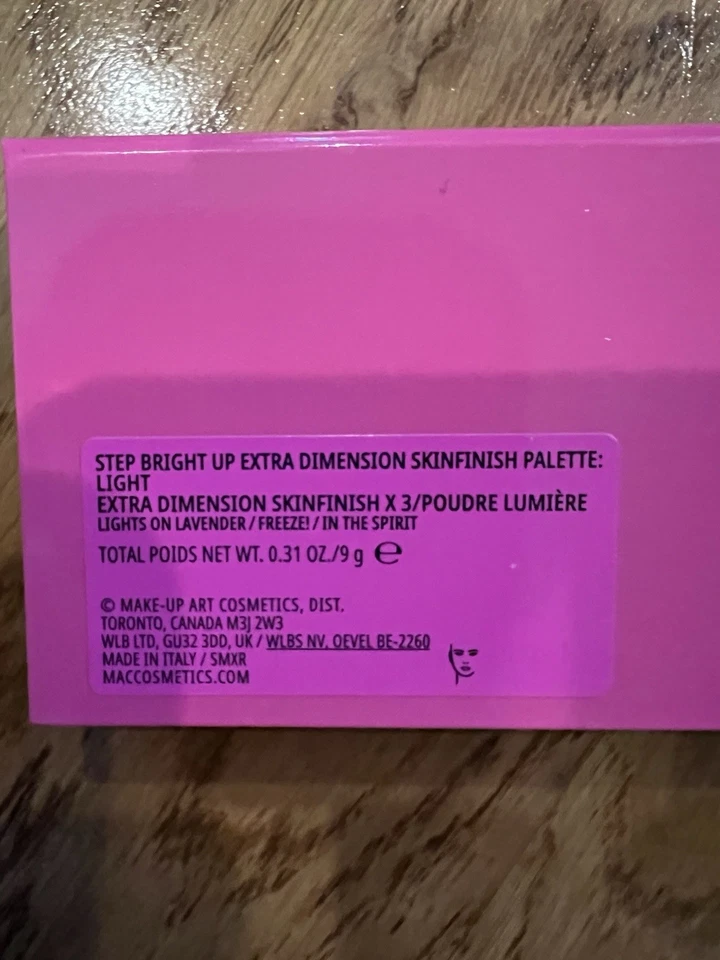 STEP BRIGHT UP EXTRA DIMENSION SKINFINISH PALETTE:
LIGHT
EXTRA DIMENSION SKINFINISH X 3/POUDRE LUMIÈRE
LIGHTS ON LAVENDER / FREEZE! / IN THE SPIRIT
TOTAL POIDS NET WT. 0.31 OZ./9 g ℮
© MAKE-UP ART COSMETICS, DIST.
TORONTO, CANADA M3J 2W3
WLB LTD, GU32 3DD, UK / WLBS NV, OEVEL BE-2260
MADE IN ITALY / SMXR
MACCOSMETICS.COM